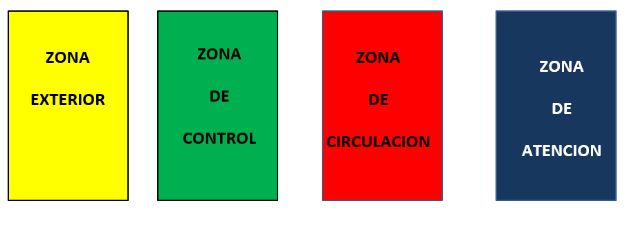 ZONA
EXTERIOR
ZONA
DE
CONTROL
ZONA
DE
CIRCULACION
ZONA
DE
ATENCION